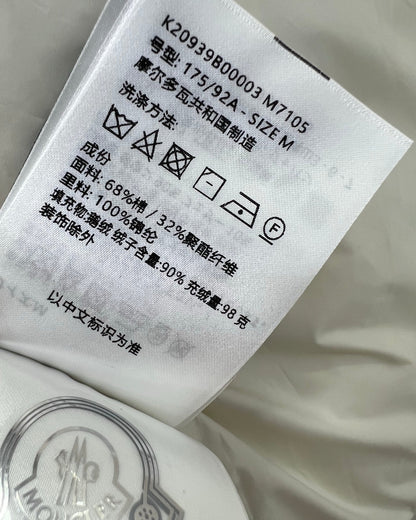 K20939B00003 M7105
号型: 175/92A - SIZE M
摩尔多瓦共和国制造
洗涤方法:
F
成份
面料: 68%棉 / 32%聚酯纤维
里料: 100%锦纶
填充物:灰鹅绒 绒子含量:90% 充绒量:98 克
装饰除外
以中文标识为准
MONCLER